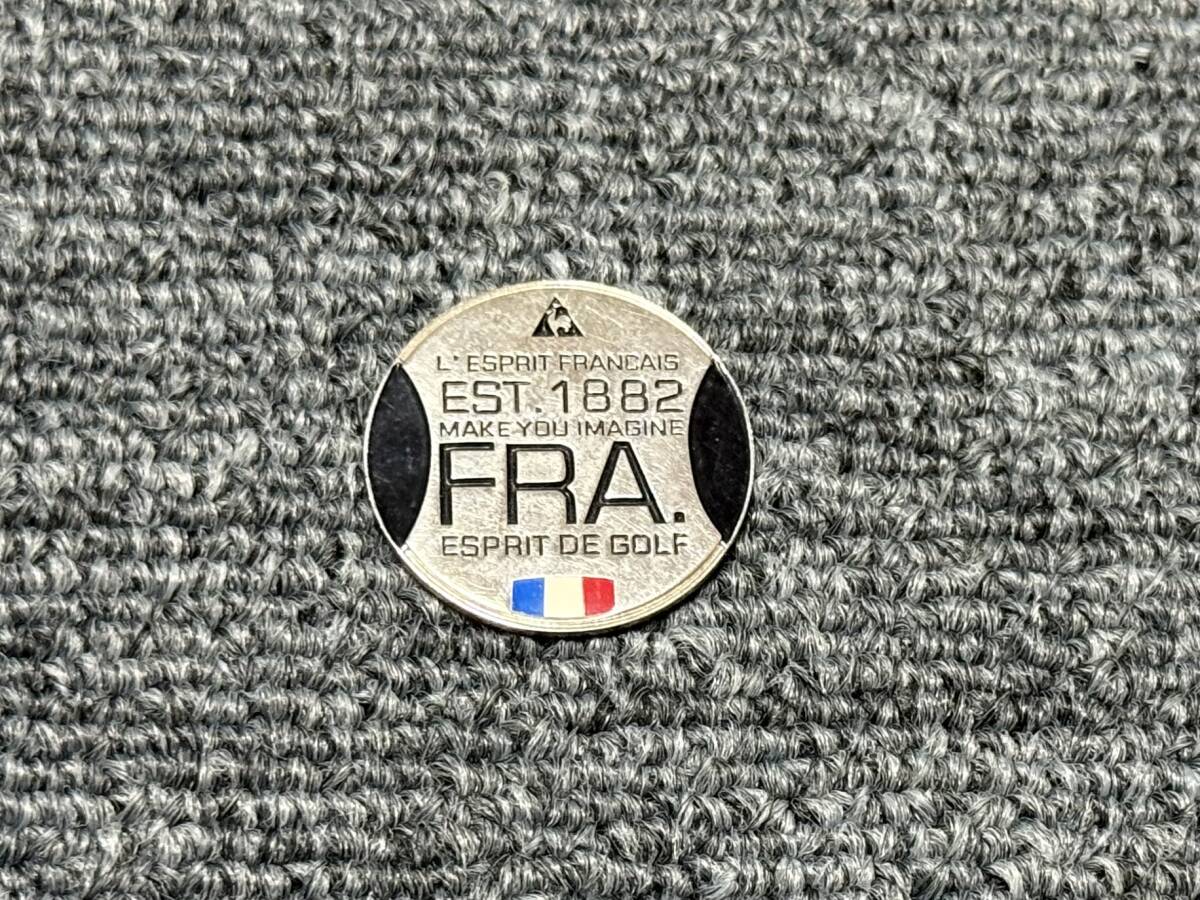 L' ESPRIT FRANCAIS
EST. 1882
MAKE YOU IMAGINE
FRA.
ESPRIT DE GOLF